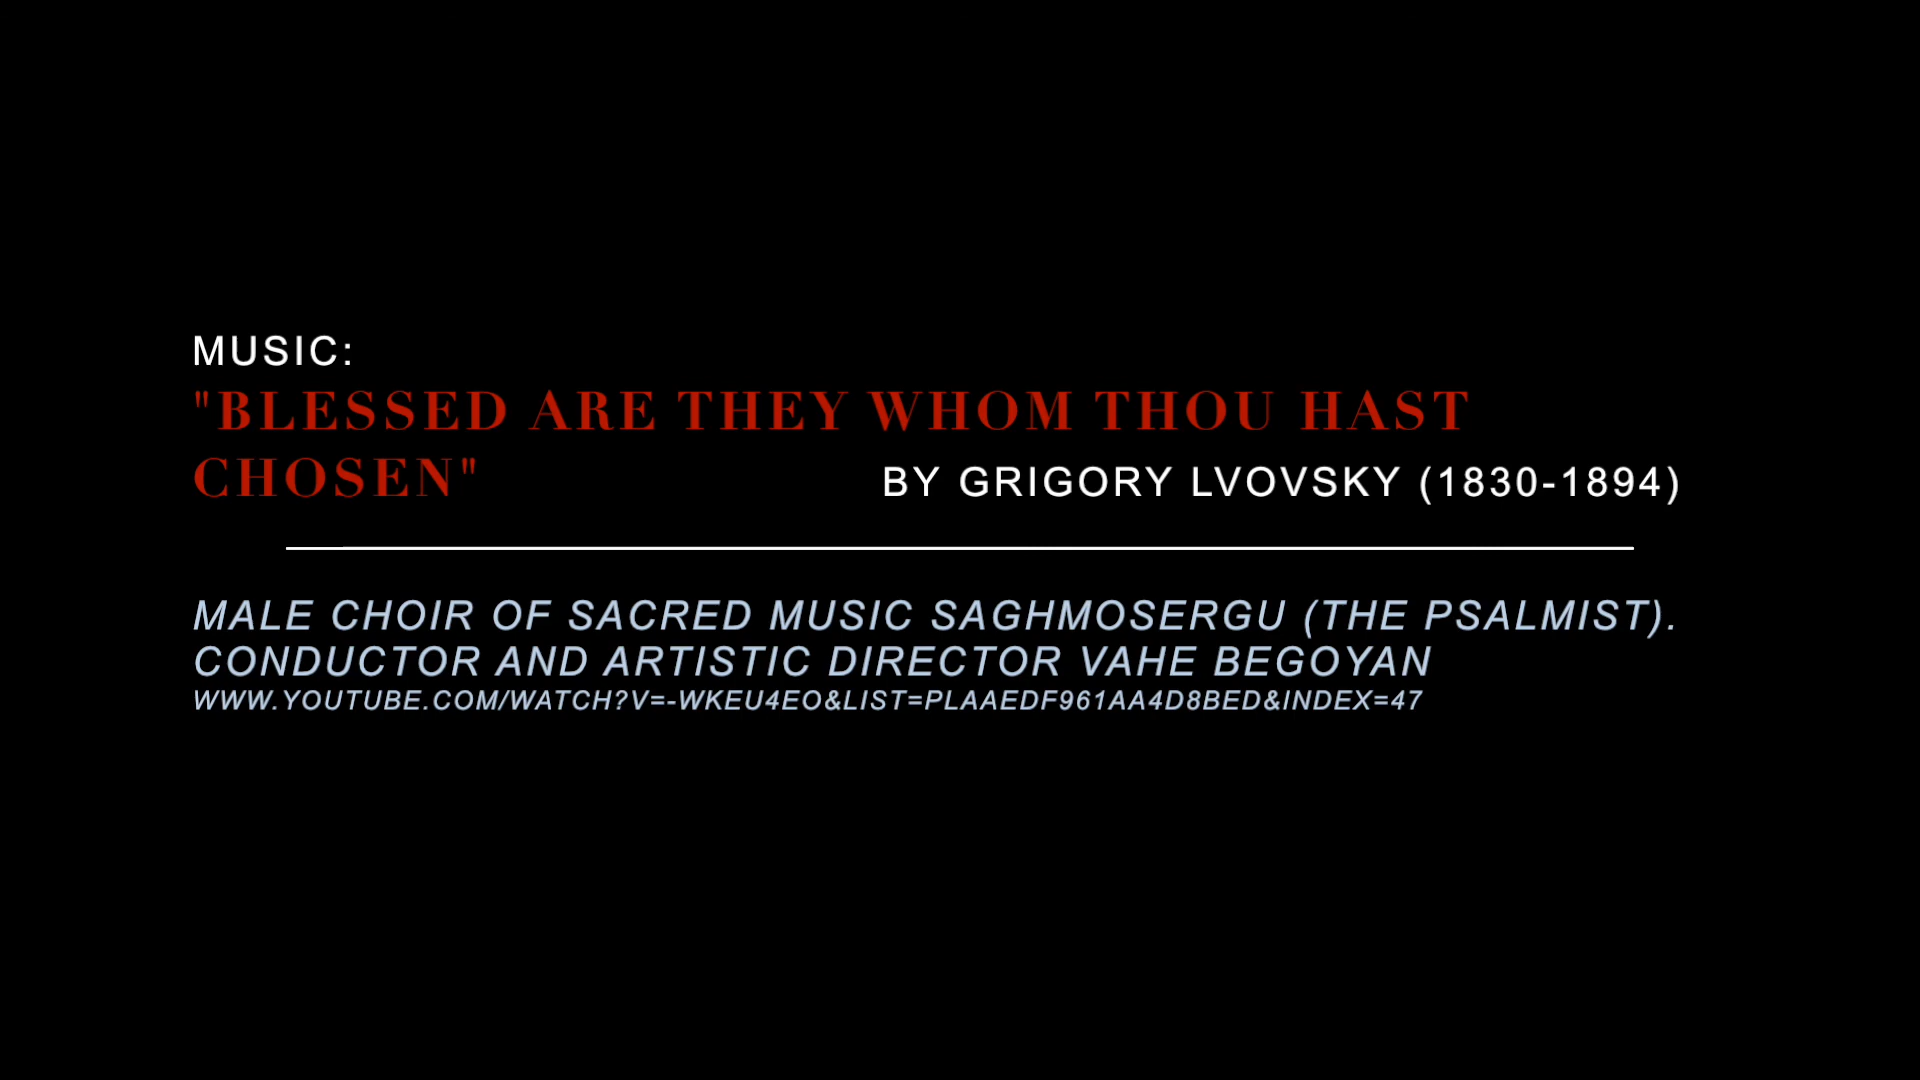 MUSIC:
"BLESSED ARE THEY WHOM THOU HAST
CHOSEN" BY GRIGORY LVOVSKY (1830-1894)
MALE CHOIR OF SACRED MUSIC SAGHMOSERGU (THE PSALMIST).
CONDUCTOR AND ARTISTIC DIRECTOR VAHE BEGOYAN
WWW.YOUTUBE.COM/WATCH?V=-WKEU4EO&LIST=PLAAEDF961AA4D8BED&INDEX=47